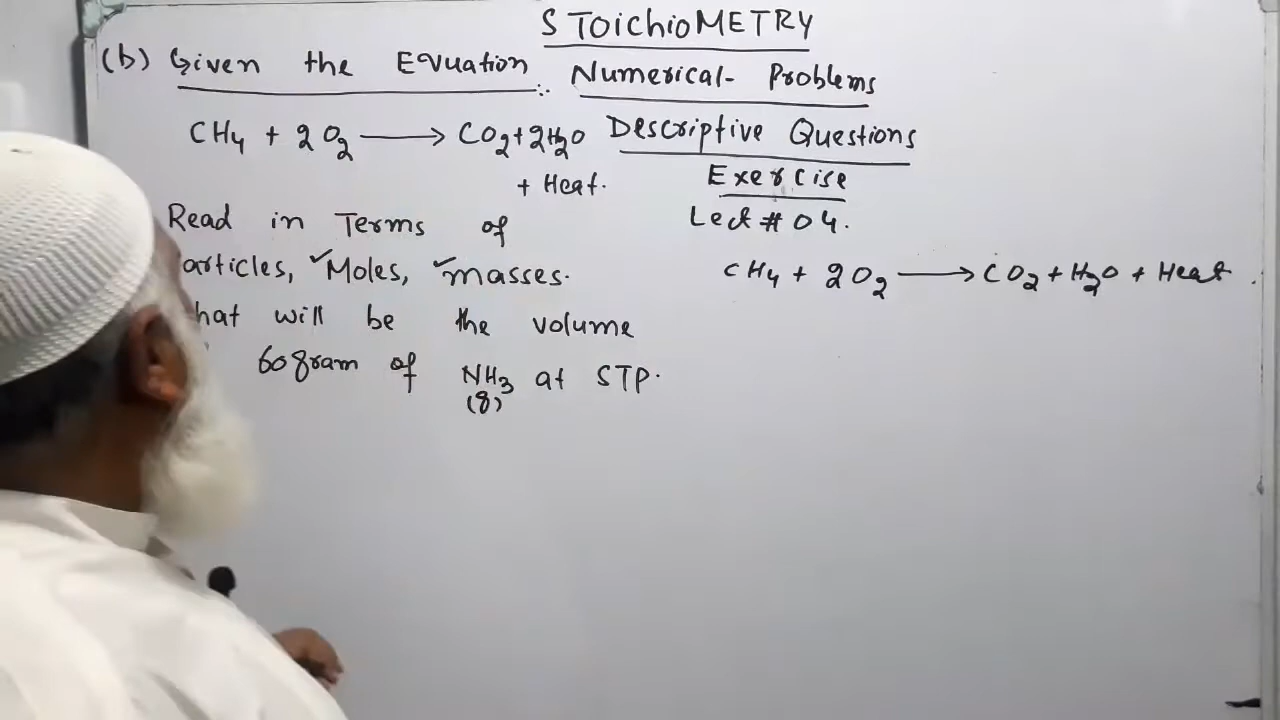 STOichioMETRY
(b) Given the Evuation:. Numerical- Problems
CH4 + 2O2 ⟶ CO2+2H2O Descriptive Questions
+ Heat.
Exercise
Read in Terms of
Lect # 04.
articles, ✓Moles, ✓masses.
CH4 + 2O2 ⟶ CO2 + H2O + Heat.
hat will be the volume
60gram of NH3 at STP.
(g)